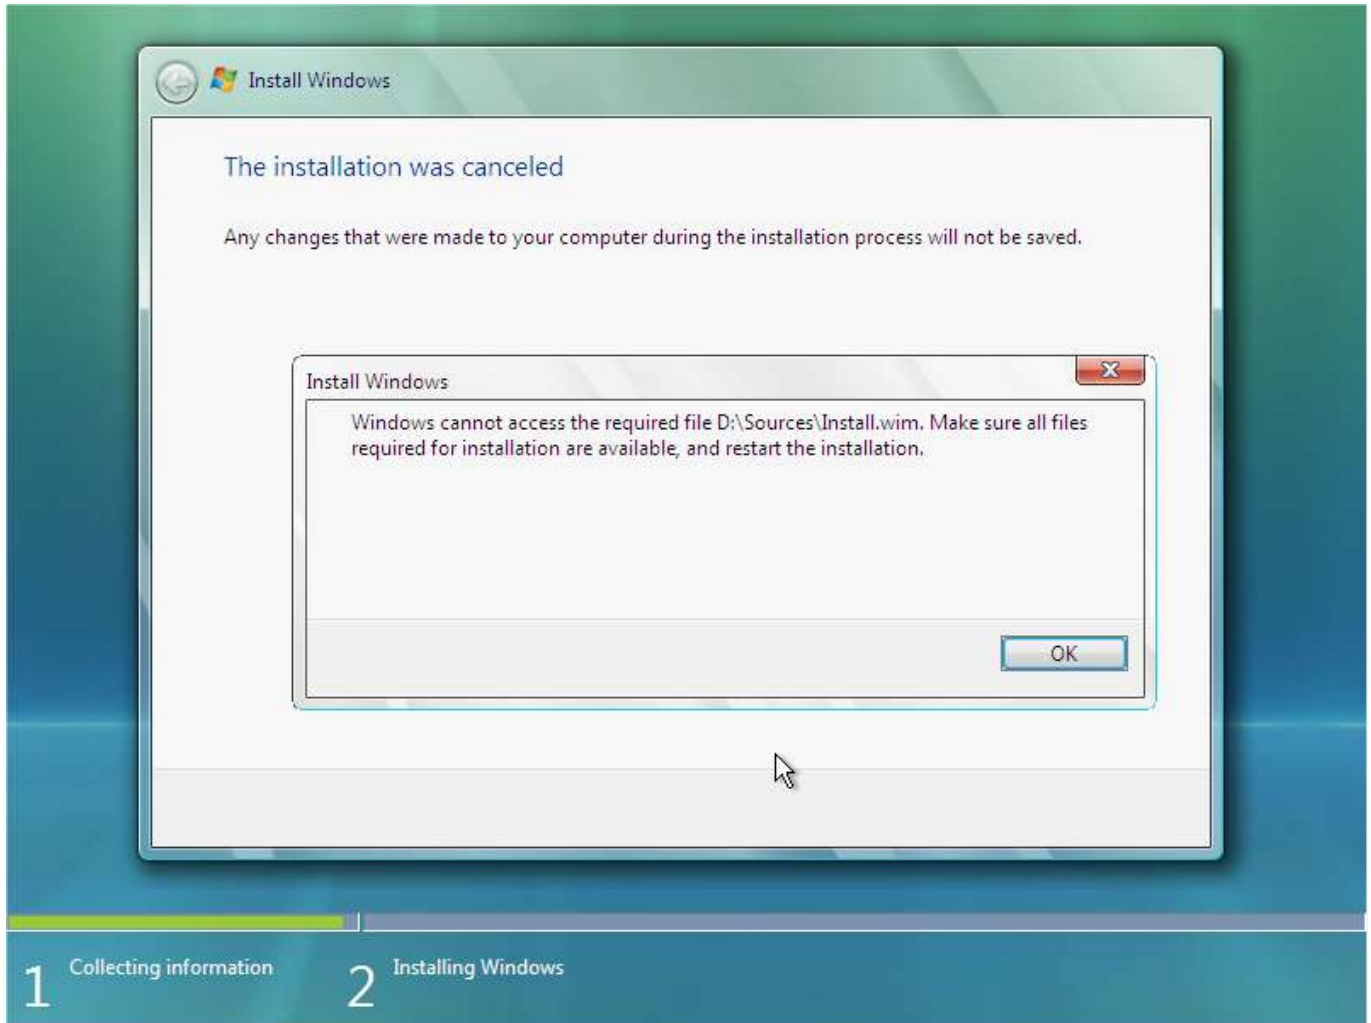 Install Windows
The installation was canceled
Any changes that were made to your computer during the installation process will not be saved.
Install Windows
Windows cannot access the required file D:\Sources\Install.wim. Make sure all files
required for installation are available, and restart the installation.
OK
1 Collecting information
2 Installing Windows